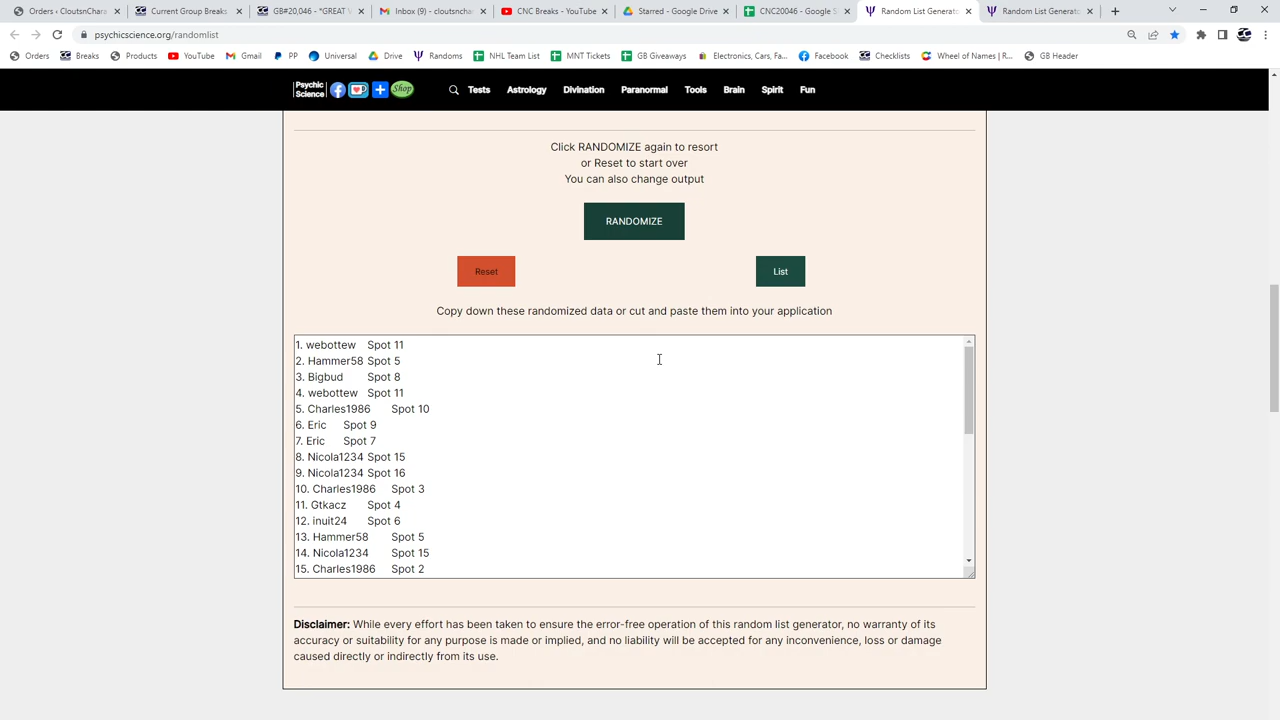 Orders ‹ CloutsnChara
Current Group Breaks
GB#20,046 - *GREAT V
Inbox (9) - cloutsnchar
CNC Breaks - YouTube
Starred - Google Drive
CNC20046 - Google S
Random List Generato
Random List Generato
psychicscience.org/randomlist
Orders
Breaks
Products
YouTube
Gmail
PP
Universal
Drive
Randoms
NHL Team List
MNT Tickets
GB Giveaways
Electronics, Cars, Fa...
Facebook
Checklists
Wheel of Names | R...
GB Header
Psychic
Science
Shop
Tests
Astrology
Divination
Paranormal
Tools
Brain
Spirit
Fun
Click RANDOMIZE again to resort
or Reset to start over
You can also change output
RANDOMIZE
Reset
List
Copy down these randomized data or cut and paste them into your application
1. webottew Spot 11
2. Hammer58 Spot 5
3. Bigbud Spot 8
4. webottew Spot 11
5. Charles1986 Spot 10
6. Eric Spot 9
7. Eric Spot 7
8. Nicola1234 Spot 15
9. Nicola1234 Spot 16
10. Charles1986 Spot 3
11. Gtkacz Spot 4
12. inuit24 Spot 6
13. Hammer58 Spot 5
14. Nicola1234 Spot 15
15. Charles1986 Spot 2
Disclaimer: While every effort has been taken to ensure the error-free operation of this random list generator, no warranty of its
accuracy or suitability for any purpose is made or implied, and no liability will be accepted for any inconvenience, loss or damage
caused directly or indirectly from its use.